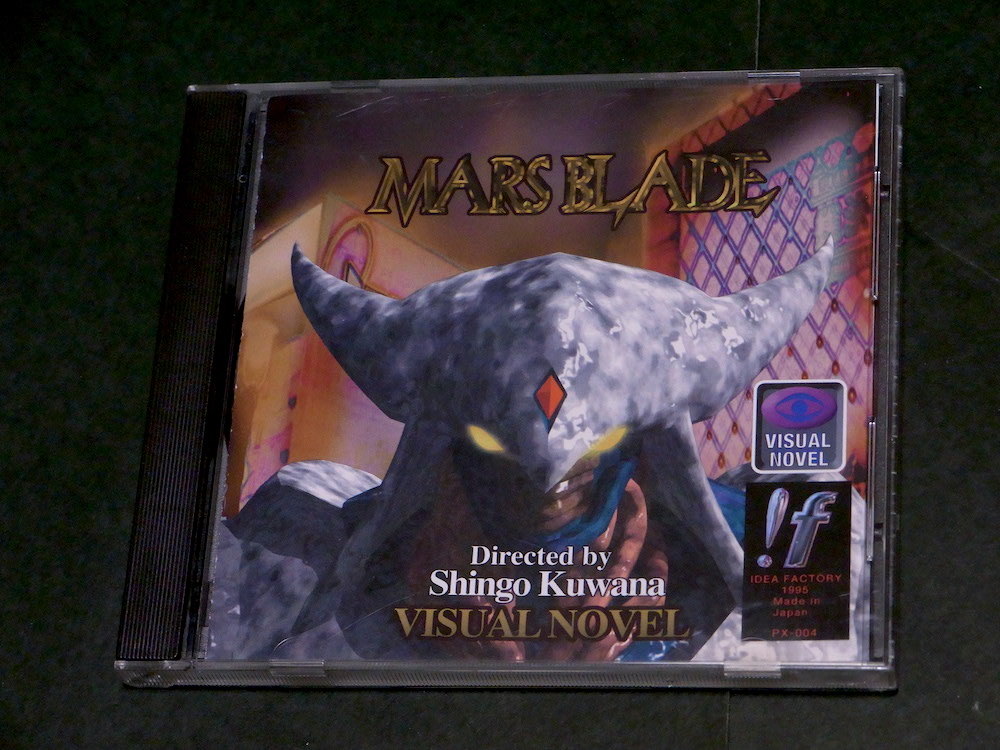 MARS BLADE
VISUAL
NOVEL
!f
IDEA FACTORY
1995
Made in
Japan
PX-004
Directed by
Shingo Kuwana
VISUAL NOVEL